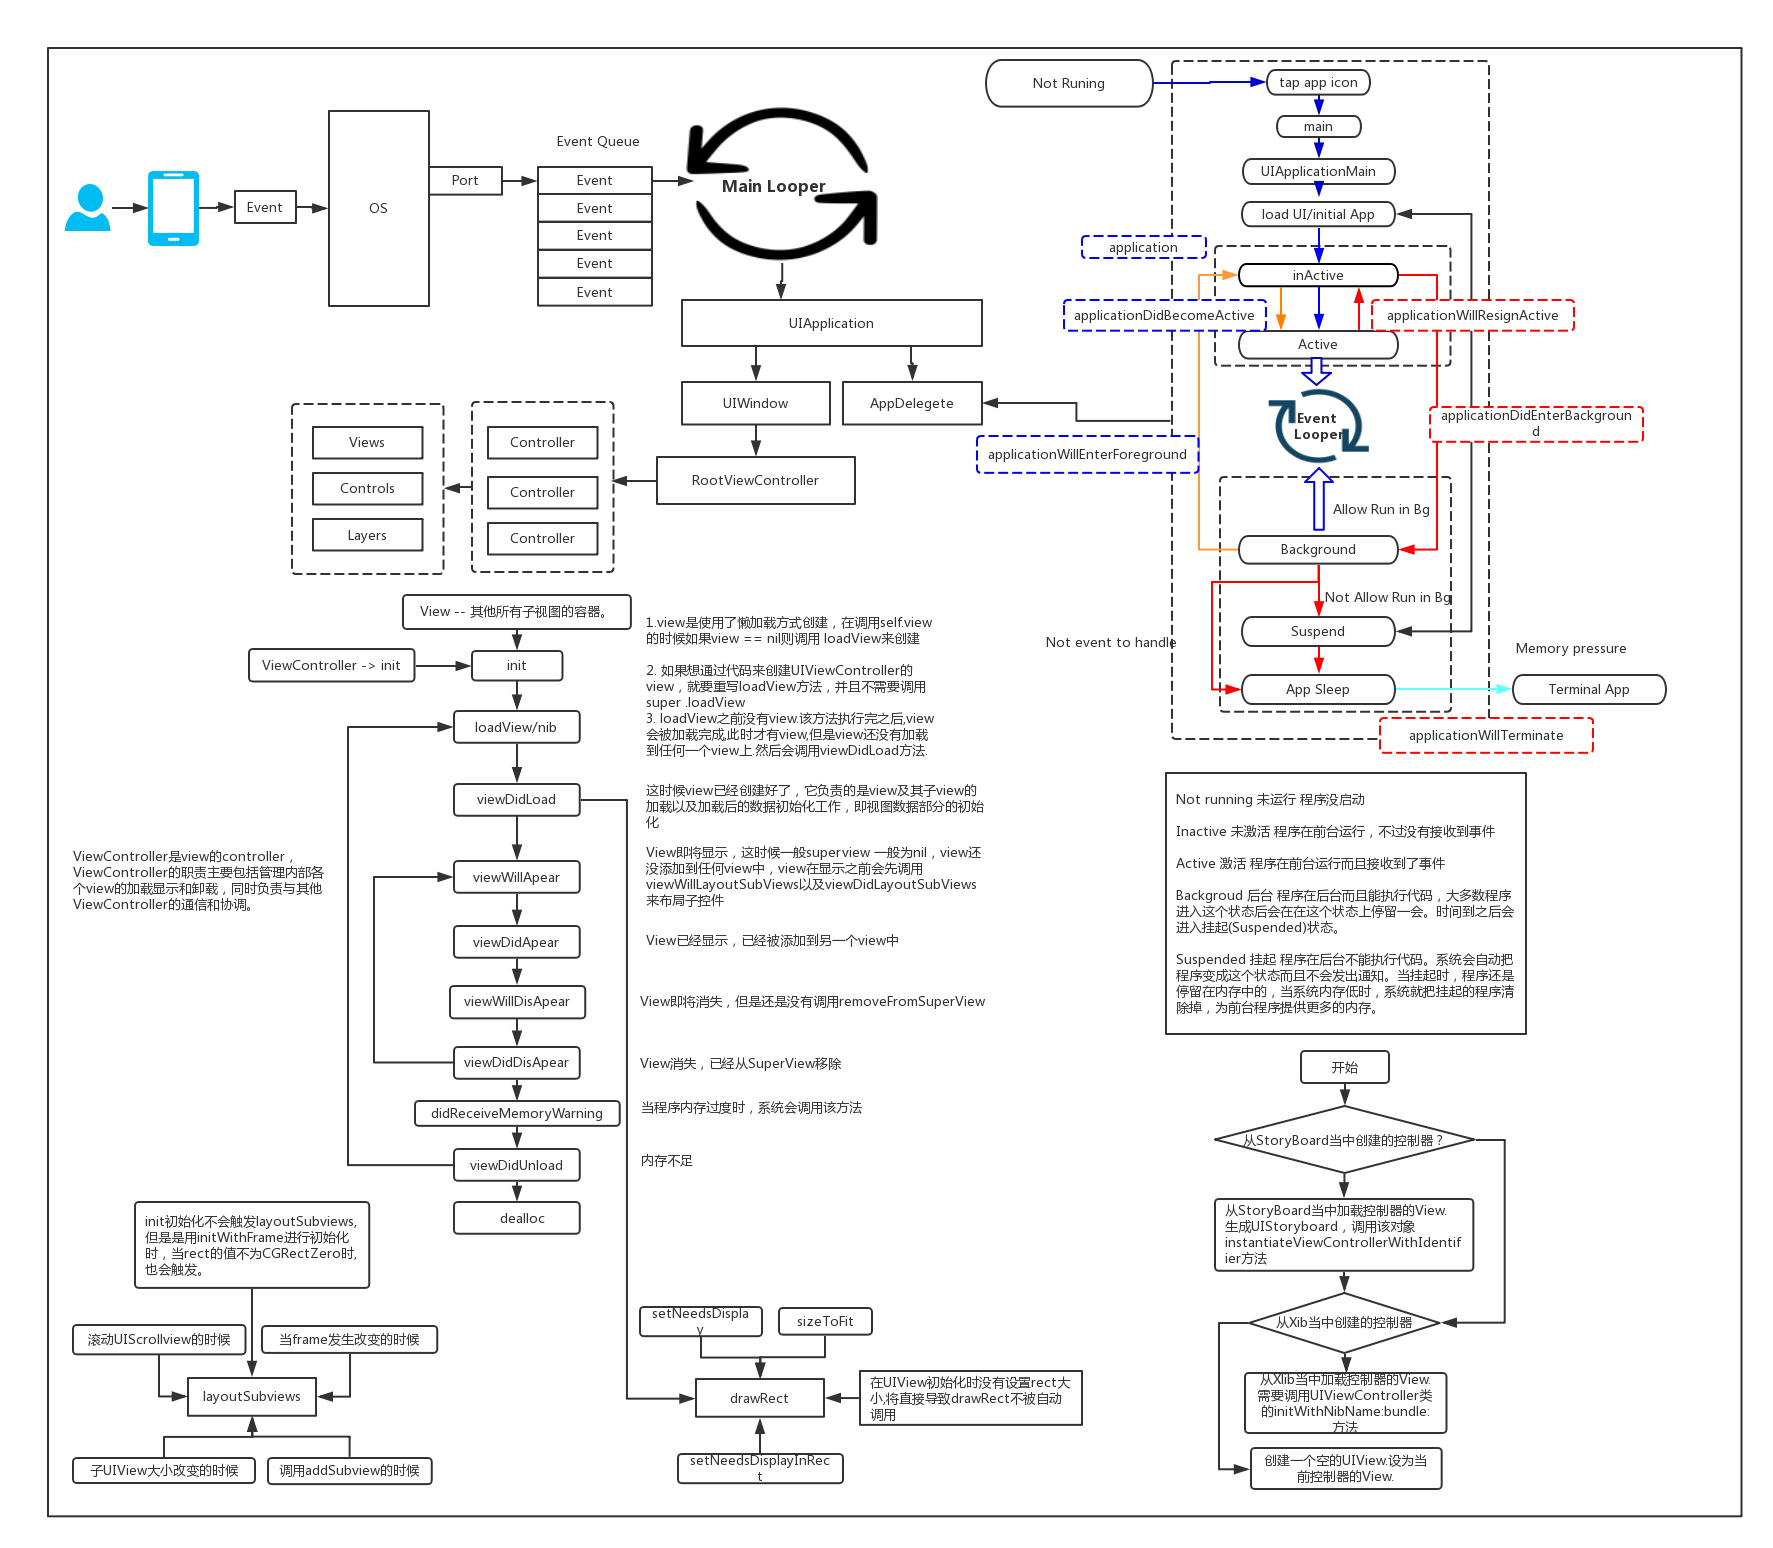 Event
OS
Port
Event Queue
Event
Event
Event
Event
Event
Main Looper
UIApplication
UIWindow
AppDelegete
RootViewController
Controller
Controller
Controller
Views
Controls
Layers
Not Runing
tap app icon
main
UIApplicationMain
load UI/initial App
application
inActive
applicationDidBecomeActive
applicationWillResignActive
Active
Event
Looper
applicationDidEnterBackgroun
d
applicationWillEnterForeground
Allow Run in Bg
Background
Not Allow Run in Bg
Suspend
Not event to handle
Memory pressure
App Sleep
Terminal App
applicationWillTerminate
View -- 其他所有子视图的容器。
ViewController -> init
init
loadView/nib
viewDidLoad
viewWillApear
viewDidApear
viewWillDisApear
viewDidDisApear
didReceiveMemoryWarning
viewDidUnload
dealloc
1.view是使用了懒加载方式创建，在调用self.view
的时候如果view == nil则调用 loadView来创建
2. 如果想通过代码来创建UIViewController的
view，就要重写loadView方法，并且不需要调用
super .loadView
3. loadView之前没有view.该方法执行完之后,view
会被加载完成,此时才有view,但是view还没有加载
到任何一个view上.然后会调用viewDidLoad方法.
这时候view已经创建好了，它负责的是view及其子view的
加载以及加载后的数据初始化工作，即视图数据部分的初始
化
View即将显示，这时候一般superview 一般为nil，view还
没添加到任何view中，view在显示之前会先调用
viewWillLayoutSubViews以及viewDidLayoutSubViews
来布局子控件
View已经显示，已经被添加到另一个view中
View即将消失，但是还是没有调用removeFromSuperView
View消失，已经从SuperView移除
当程序内存过度时，系统会调用该方法
内存不足
ViewController是view的controller，
ViewController的职责主要包括管理内部各
个view的加载显示和卸载，同时负责与其他
ViewController的通信和协调。
Not running 未运行 程序没启动
Inactive 未激活 程序在前台运行，不过没有接收到事件
Active 激活 程序在前台运行而且接收到了事件
Backgroud 后台 程序在后台而且能执行代码，大多数程序
进入这个状态后会在在这个状态上停留一会。时间到之后会
进入挂起(Suspended)状态。
Suspended 挂起 程序在后台不能执行代码。系统会自动把
程序变成这个状态而且不会发出通知。当挂起时，程序还是
停留在内存中的，当系统内存低时，系统就把挂起的程序清
除掉，为前台程序提供更多的内存。
init初始化不会触发layoutSubviews,
但是是用initWithFrame进行初始化
时，当rect的值不为CGRectZero时,
也会触发。
滚动UIScrollview的时候
当frame发生改变的时候
layoutSubviews
子UIView大小改变的时候
调用addSubview的时候
setNeedsDispla
y
sizeToFit
drawRect
在UIView初始化时没有设置rect大
小,将直接导致drawRect不被自动
调用
setNeedsDisplayInRec
t
开始
从StoryBoard当中创建的控制器？
从StoryBoard当中加载控制器的View.
生成UIStoryboard，调用该对象
instantiateViewControllerWithIdentif
ier方法
从Xib当中创建的控制器
从Xlib当中加载控制器的View.
需要调用UIViewController类
的initWithNibName:bundle:
方法
创建一个空的UIView.设为当
前控制器的View.